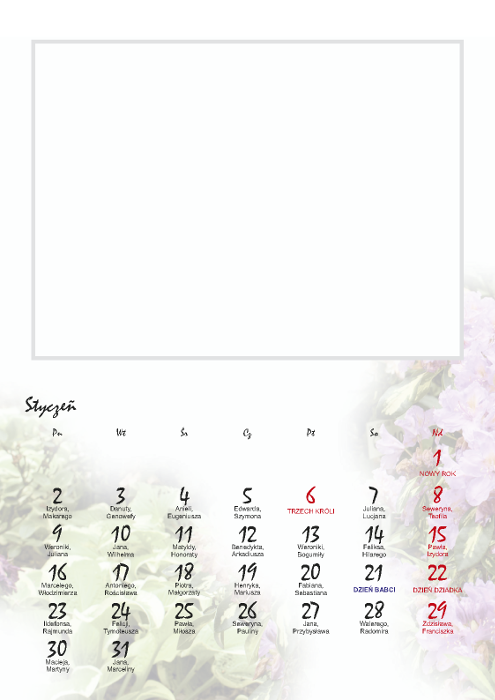 Styczeń
Pn Wt Śr Cz Pt So Nd
1
NOWY ROK
2 3 4 5 6 7 8
Izydora, Danuty, Anieli, Edwarda, TRZECH KRÓLI Juliana, Seweryna,
Makarego Genowefy Eugeniusza Szymona Lucjana Teofila
9 10 11 12 13 14 15
Weroniki, Jana, Matyldy, Benedykta, Weroniki, Feliksa, Pawła,
Juliana Wilhelma Honoraty Arkadiusza Bogumiły Hilarego Izydora
16 17 18 19 20 21 22
Marcelego, Antoniego, Piotra, Henryka, Fabiana, DZIEŃ BABCI DZIEŃ DZIADKA
Włodzimierza Rościsława Małgorzaty Mariusza Sebastiana
23 24 25 26 27 28 29
Ildefonsa, Felicji, Pawła, Seweryna, Jana, Walerego, Zdzisława,
Rajmunda Tymoteusza Miłosza Pauliny Przybysława Radomira Franciszka
30 31
Macieja, Jana,
Martyny Marceliny